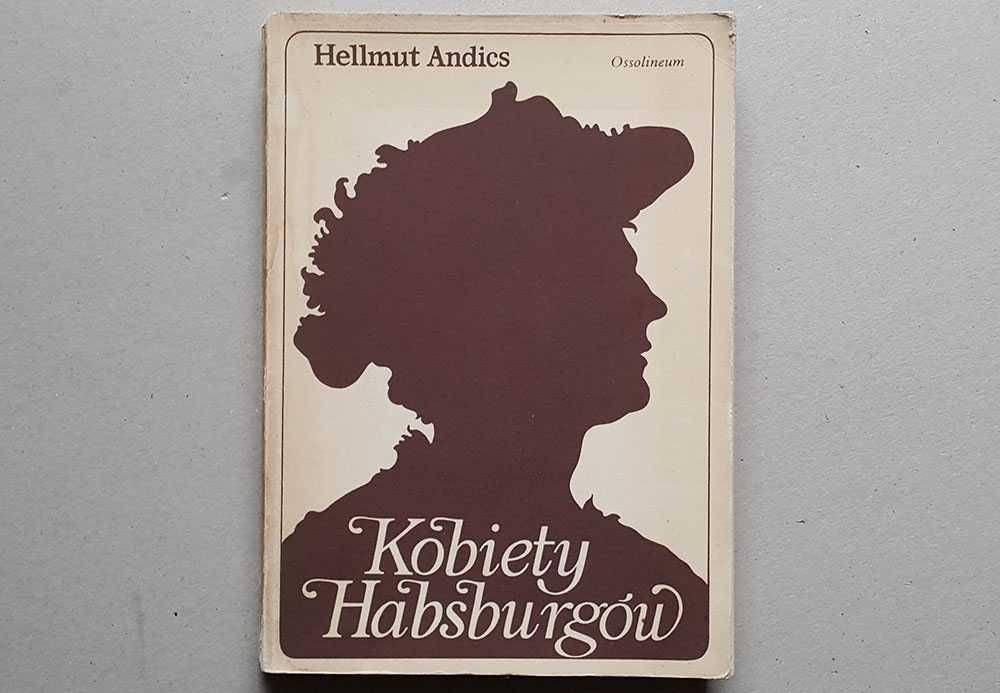 Hellmut Andics
Ossolineum
Kobiety
Habsburgów